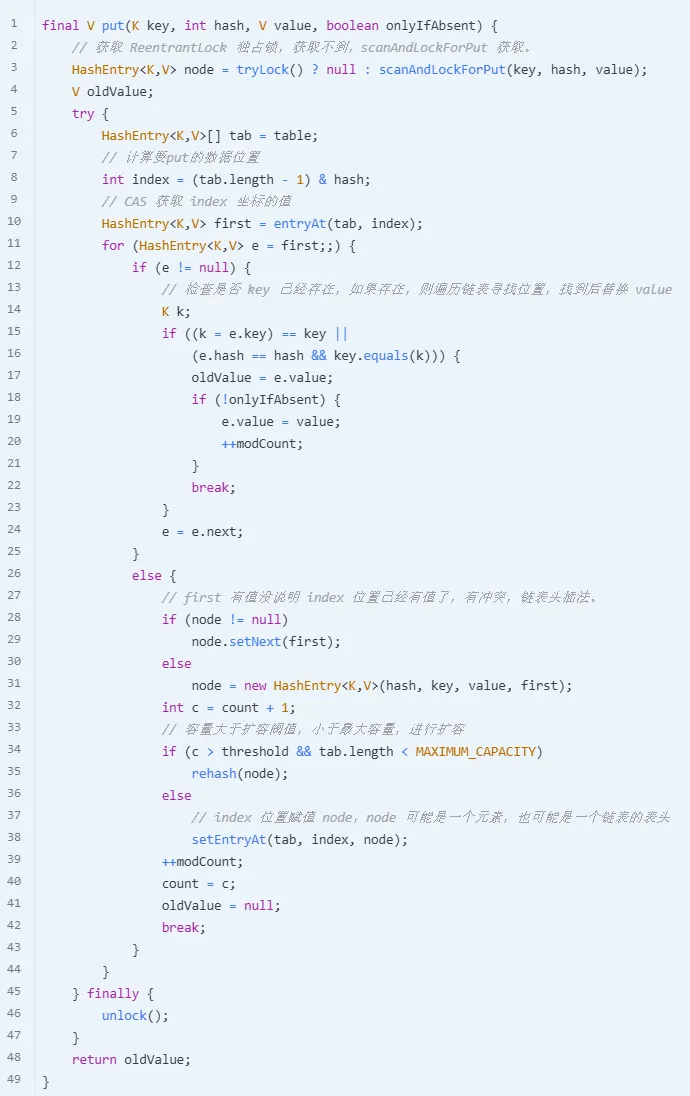 1 final V put(K key, int hash, V value, boolean onlyIfAbsent) {
2     // 获取 ReentrantLock 独占锁，获取不到，scanAndLockForPut 获取。
3     HashEntry<K,V> node = tryLock() ? null : scanAndLockForPut(key, hash, value);
4     V oldValue;
5     try {
6         HashEntry<K,V>[] tab = table;
7         // 计算要put的数据位置
8         int index = (tab.length - 1) & hash;
9         // CAS 获取 index 坐标的值
10         HashEntry<K,V> first = entryAt(tab, index);
11         for (HashEntry<K,V> e = first;;) {
12             if (e != null) {
13                 // 检查是否 key 已经存在，如果存在，则遍历链表寻找位置，找到后替换 value
14                 K k;
15                 if ((k = e.key) == key ||
16                     (e.hash == hash && key.equals(k))) {
17                     oldValue = e.value;
18                     if (!onlyIfAbsent) {
19                         e.value = value;
20                         ++modCount;
21                     }
22                     break;
23                 }
24                 e = e.next;
25             }
26             else {
27                 // first 有值没说明 index 位置已经有值了，有冲突，链表头插法。
28                 if (node != null)
29                     node.setNext(first);
30                 else
31                     node = new HashEntry<K,V>(hash, key, value, first);
32                 int c = count + 1;
33                 // 容量大于扩容阀值，小于最大容量，进行扩容
34                 if (c > threshold && tab.length < MAXIMUM_CAPACITY)
35                     rehash(node);
36                 else
37                     // index 位置赋值 node，node 可能是一个元素，也可能是一个链表的表头
38                     setEntryAt(tab, index, node);
39                 ++modCount;
40                 count = c;
41                 oldValue = null;
42                 break;
43             }
44         }
45     } finally {
46         unlock();
47     }
48     return oldValue;
49 }